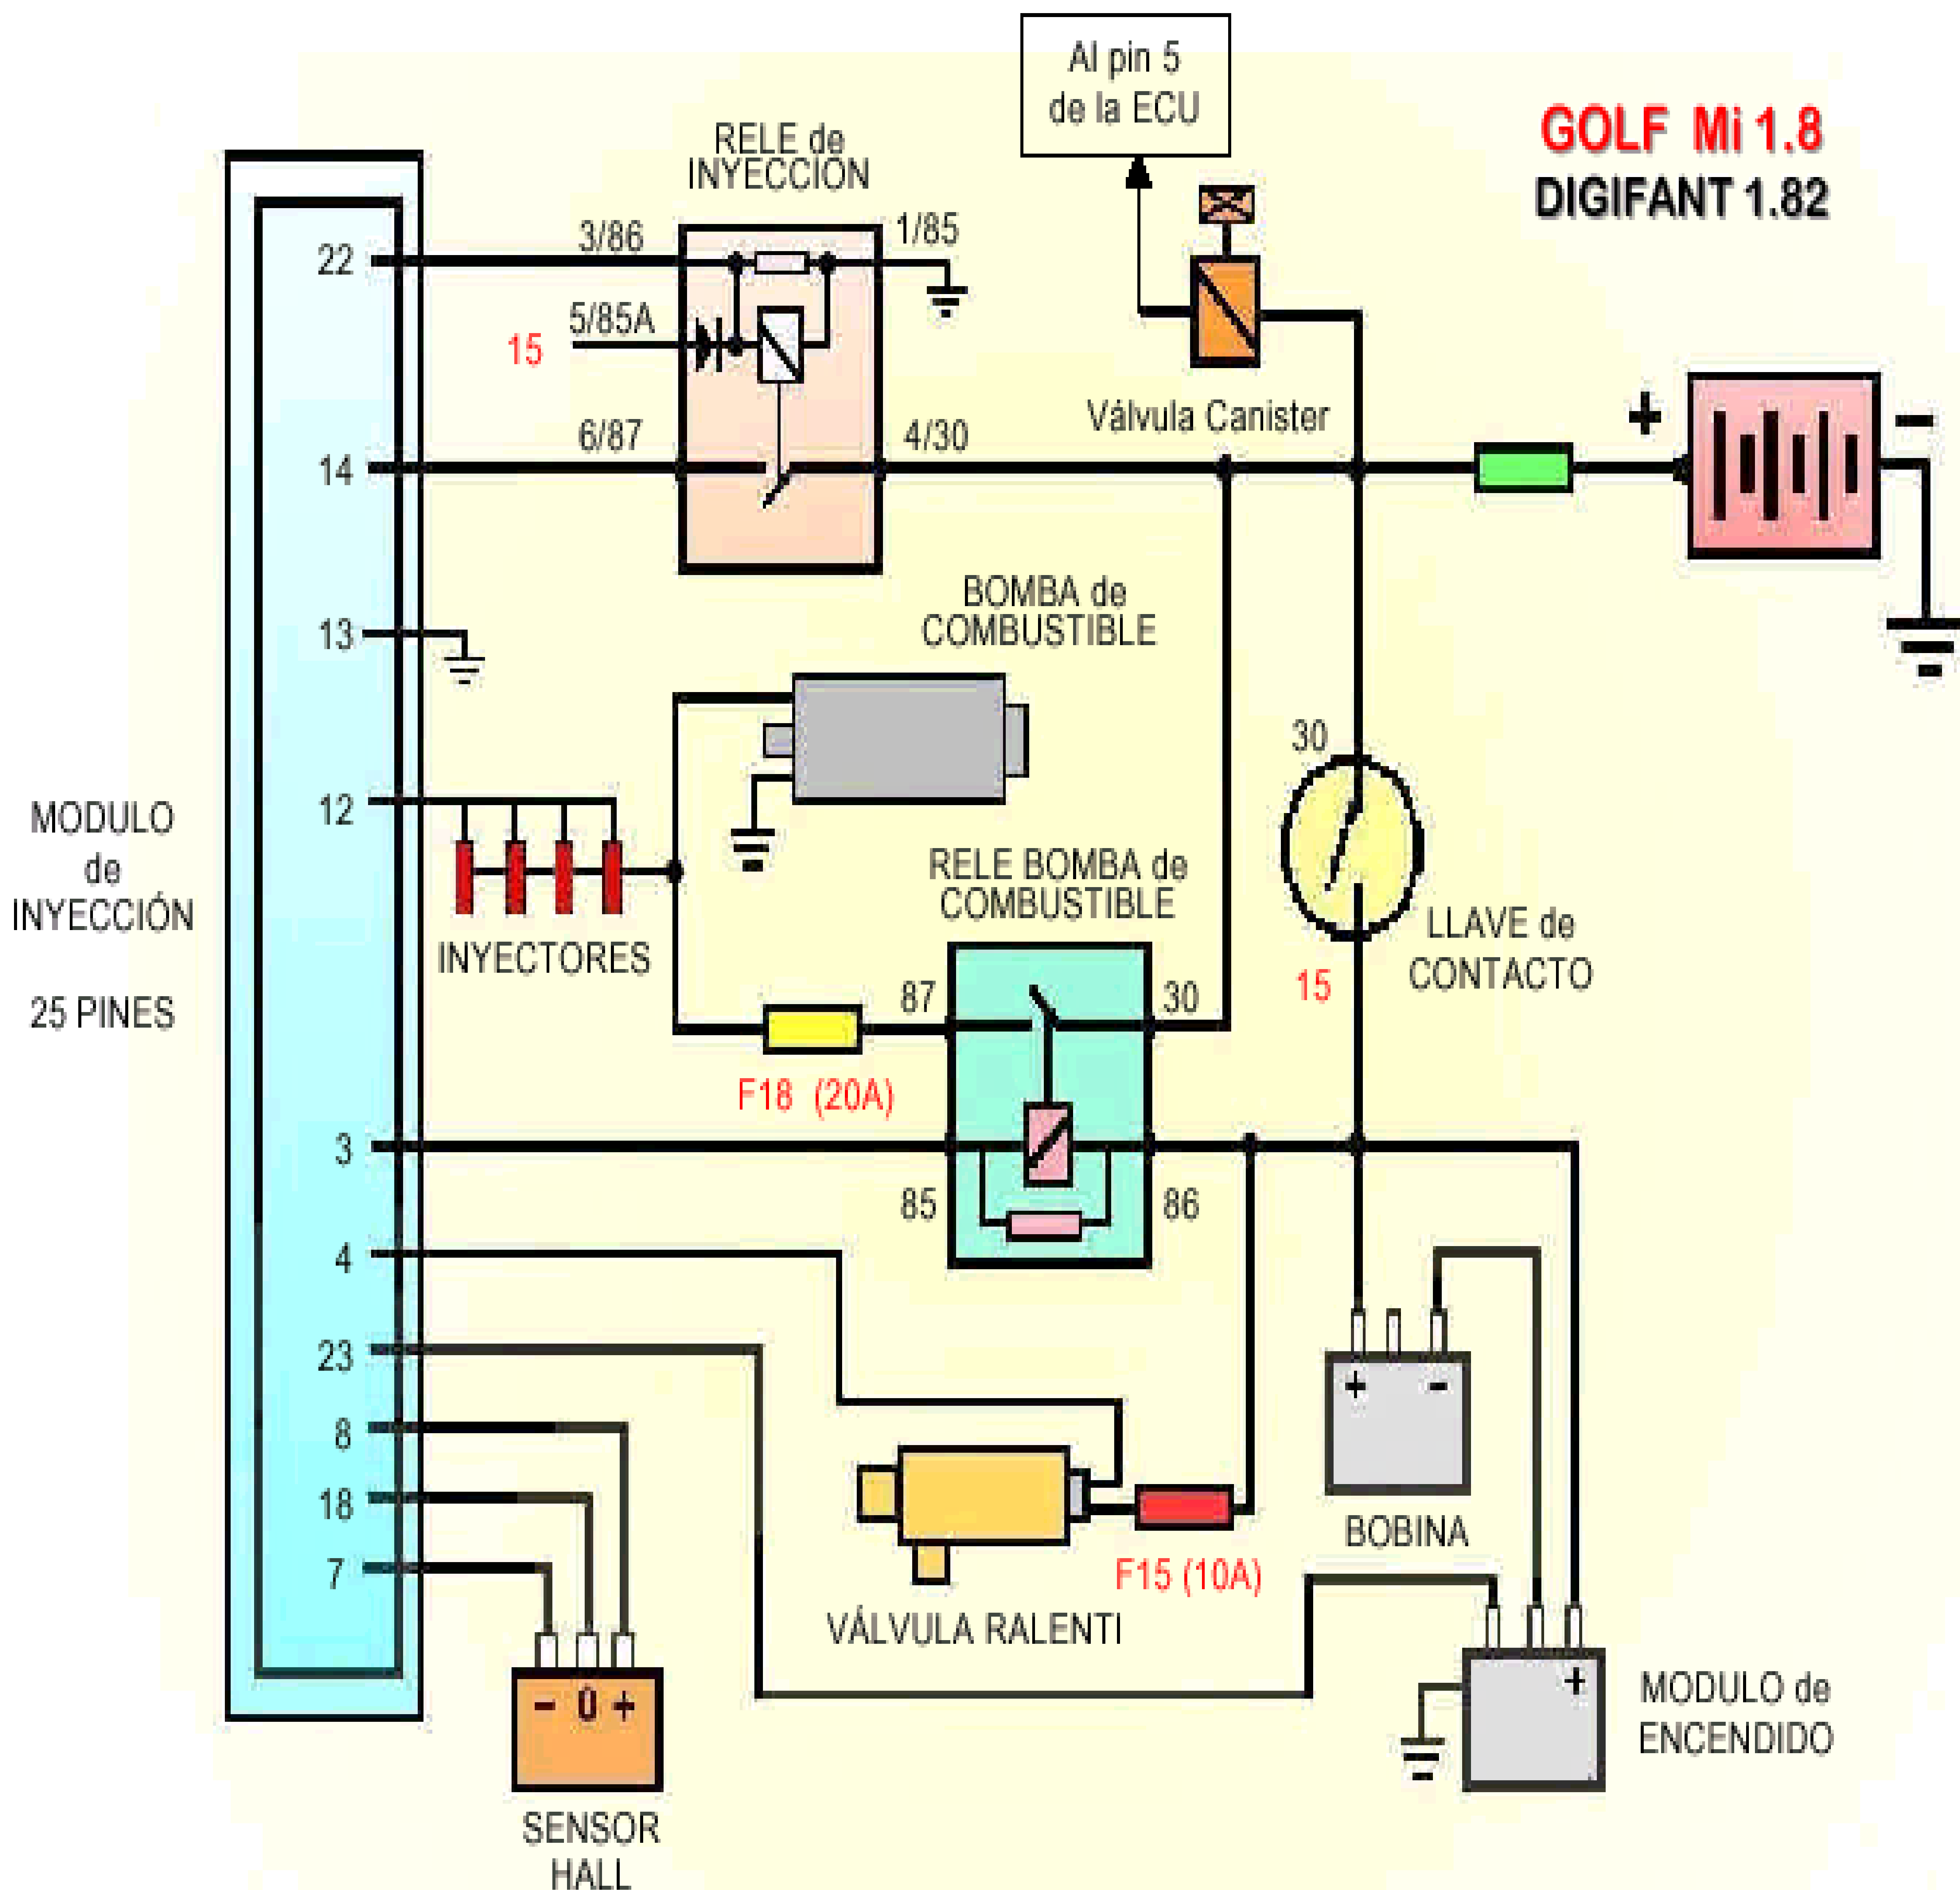 Al pin 5
de la ECU
GOLF Mi 1.8
DIGIFANT 1.82
RELE de
INYECCIÓN
22
3/86
1/85
5/85A
15
6/87
4/30
14
Válvula Canister
+
-
13
BOMBA de
COMBUSTIBLE
30
12
MODULO
de
INYECCIÓN
25 PINES
INYECTORES
RELE BOMBA de
COMBUSTIBLE
LLAVE de
CONTACTO
15
87
30
F18 (20A)
3
85
86
4
23
+ -
8
18
7
BOBINA
F15 (10A)
VÁLVULA RALENTI
- 0 +
+
MODULO de
ENCENDIDO
SENSOR
HALL